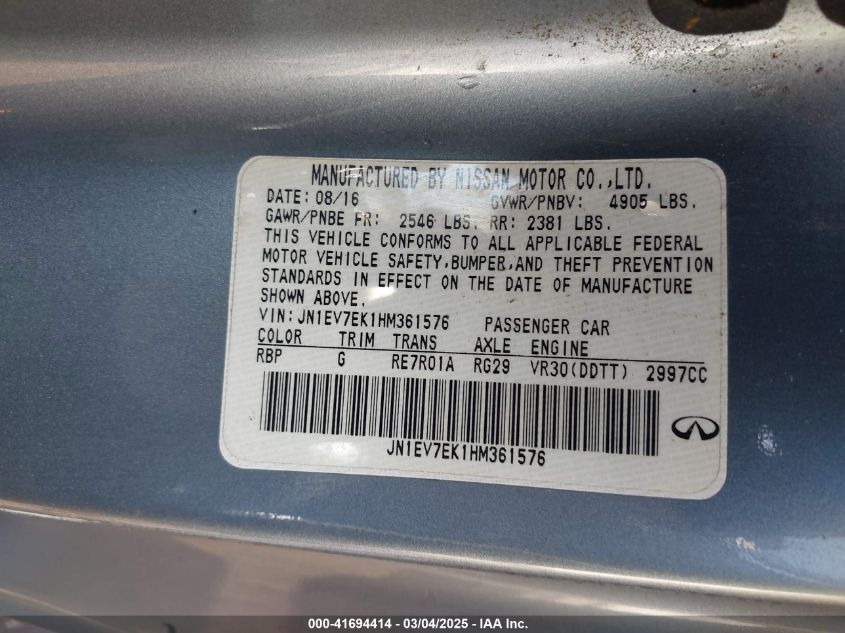 MANUFACTURED BY NISSAN MOTOR CO.,LTD.
DATE: 08/16 GVWR/PNBV: 4905 LBS.
GAWR/PNBE FR: 2546 LBS. RR: 2381 LBS.
THIS VEHICLE CONFORMS TO ALL APPLICABLE FEDERAL
MOTOR VEHICLE SAFETY,BUMPER,AND THEFT PREVENTION
STANDARDS IN EFFECT ON THE DATE OF MANUFACTURE
SHOWN ABOVE.
VIN:JN1EV7EK1HM361576 PASSENGER CAR
COLOR TRIM TRANS AXLE ENGINE
RBP G RE7R01A RG29 VR30(DDTT) 2997CC
JN1EV7EK1HM361576
000-41694414 - 03/04/2025 - IAA Inc.